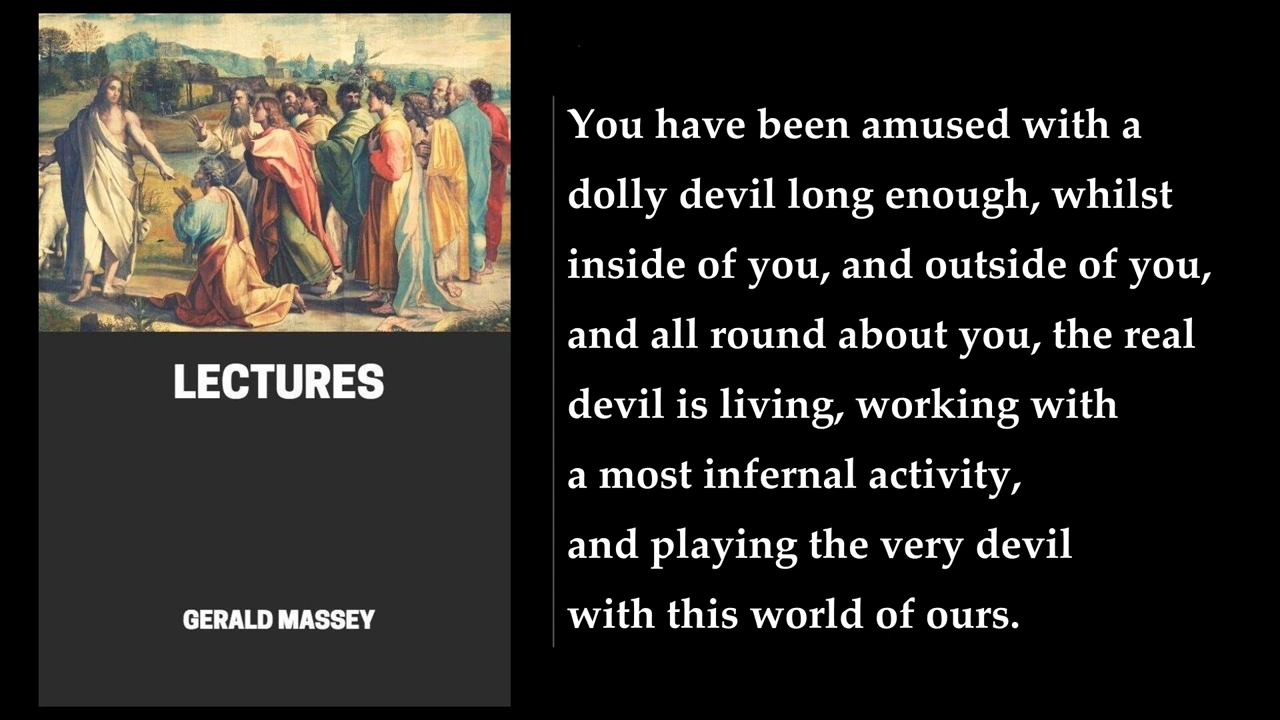 LECTURES
GERALD MASSEY
You have been amused with a
dolly devil long enough, whilst
inside of you, and outside of you,
and all round about you, the real
devil is living, working with
a most infernal activity,
and playing the very devil
with this world of ours.